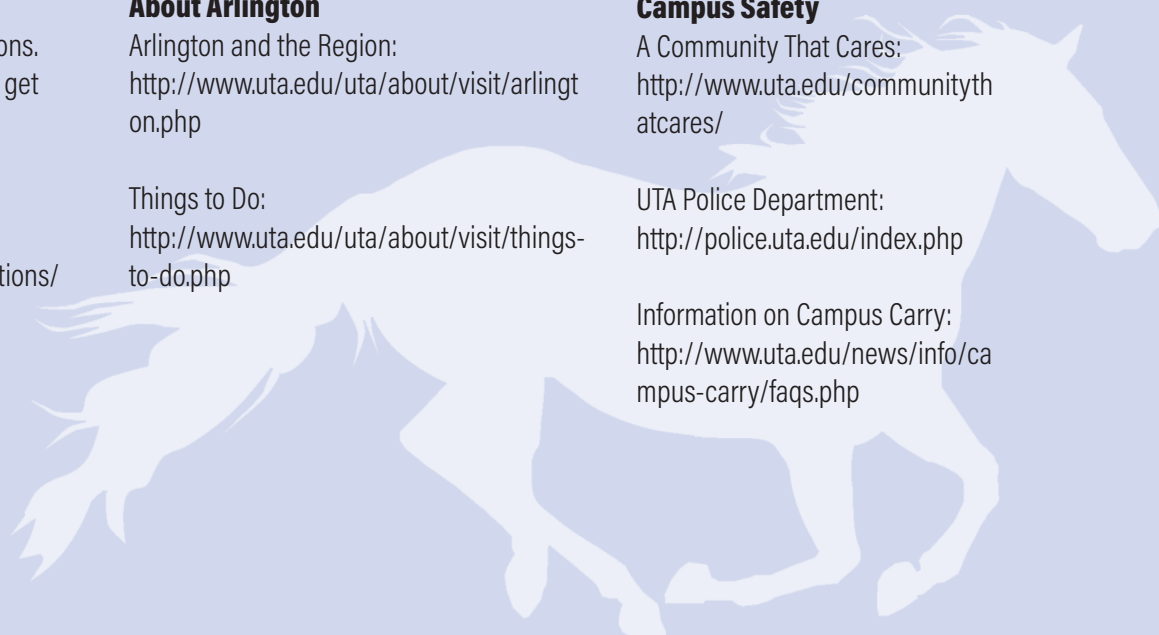 ons.
get
tions/
About Arlington
Arlington and the Region:
http://www.uta.edu/uta/about/visit/arlingt
on.php
Things to Do:
http://www.uta.edu/uta/about/visit/things-
to-do.php
Campus Safety
A Community That Cares:
http://www.uta.edu/communityth
atcares/
UTA Police Department:
http://police.uta.edu/index.php
Information on Campus Carry:
http://www.uta.edu/news/info/ca
mpus-carry/faqs.php